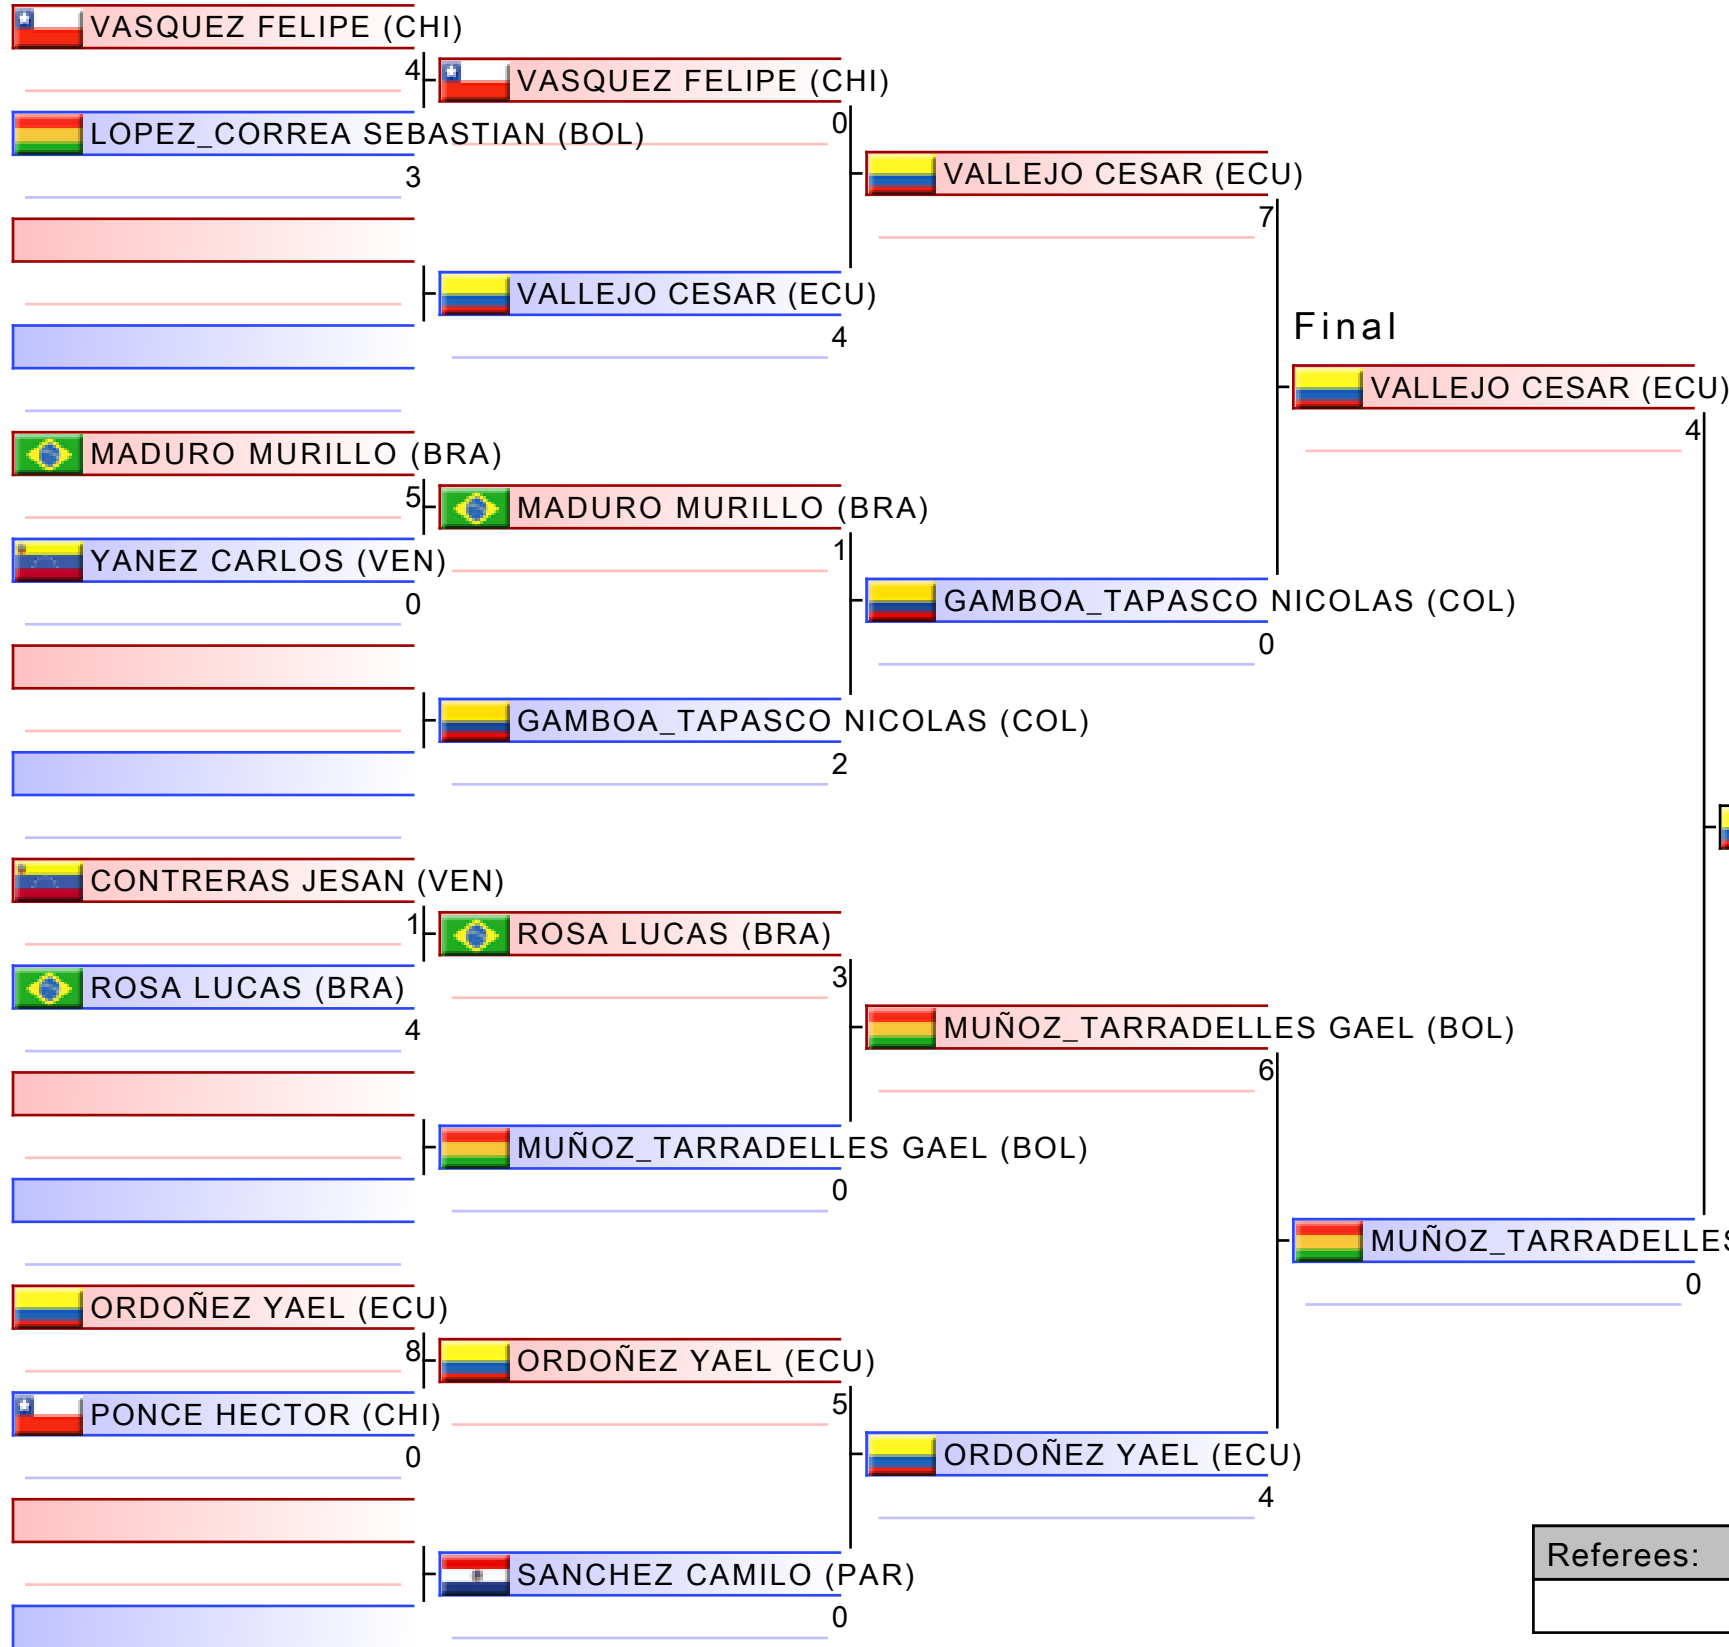 VASQUEZ FELIPE (CHI)
4
LOPEZ_CORREA SEBASTIAN (BOL)
3
MADURO MURILLO (BRA)
5
YANEZ CARLOS (VEN)
0
CONTRERAS JESAN (VEN)
1
ROSA LUCAS (BRA)
4
ORDOÑEZ YAEL (ECU)
8
PONCE HECTOR (CHI)
0
VASQUEZ FELIPE (CHI)
0
VALLEJO CESAR (ECU)
4
MADURO MURILLO (BRA)
1
GAMBOA_TAPASCO NICOLAS (COL)
2
ROSA LUCAS (BRA)
3
MUÑOZ_TARRADELLES GAEL (BOL)
0
ORDOÑEZ YAEL (ECU)
5
SANCHEZ CAMILO (PAR)
0
VALLEJO CESAR (ECU)
7
GAMBOA_TAPASCO NICOLAS (COL)
0
MUÑOZ_TARRADELLES GAEL (BOL)
6
ORDOÑEZ YAEL (ECU)
4
Final
VALLEJO CESAR (ECU)
4
MUÑOZ_TARRADELLES
0
Referees: